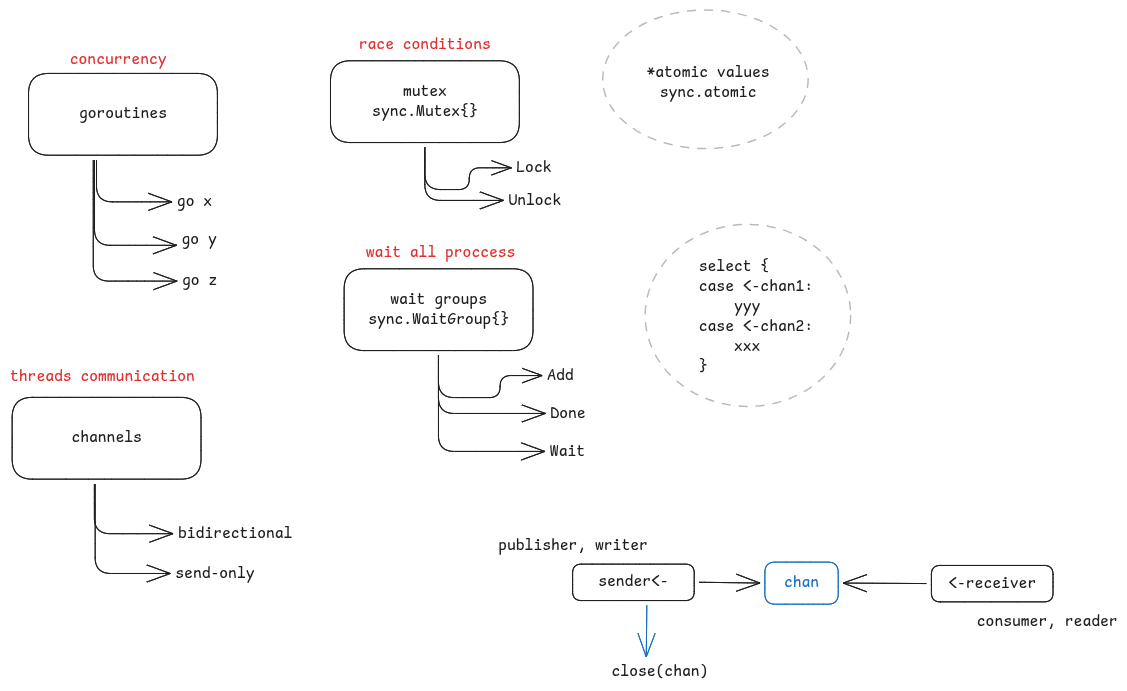 concurrency
goroutines
go x
go y
go z
threads communication
channels
bidirectional
send-only
race conditions
mutex
sync.Mutex{}
Lock
Unlock
wait all proccess
wait groups
sync.WaitGroup{}
Add
Done
Wait
*atomic values
sync.atomic
select {
case <-chan1:
yyy
case <-chan2:
xxx
}
publisher, writer
sender<-
chan
<-receiver
consumer, reader
close(chan)